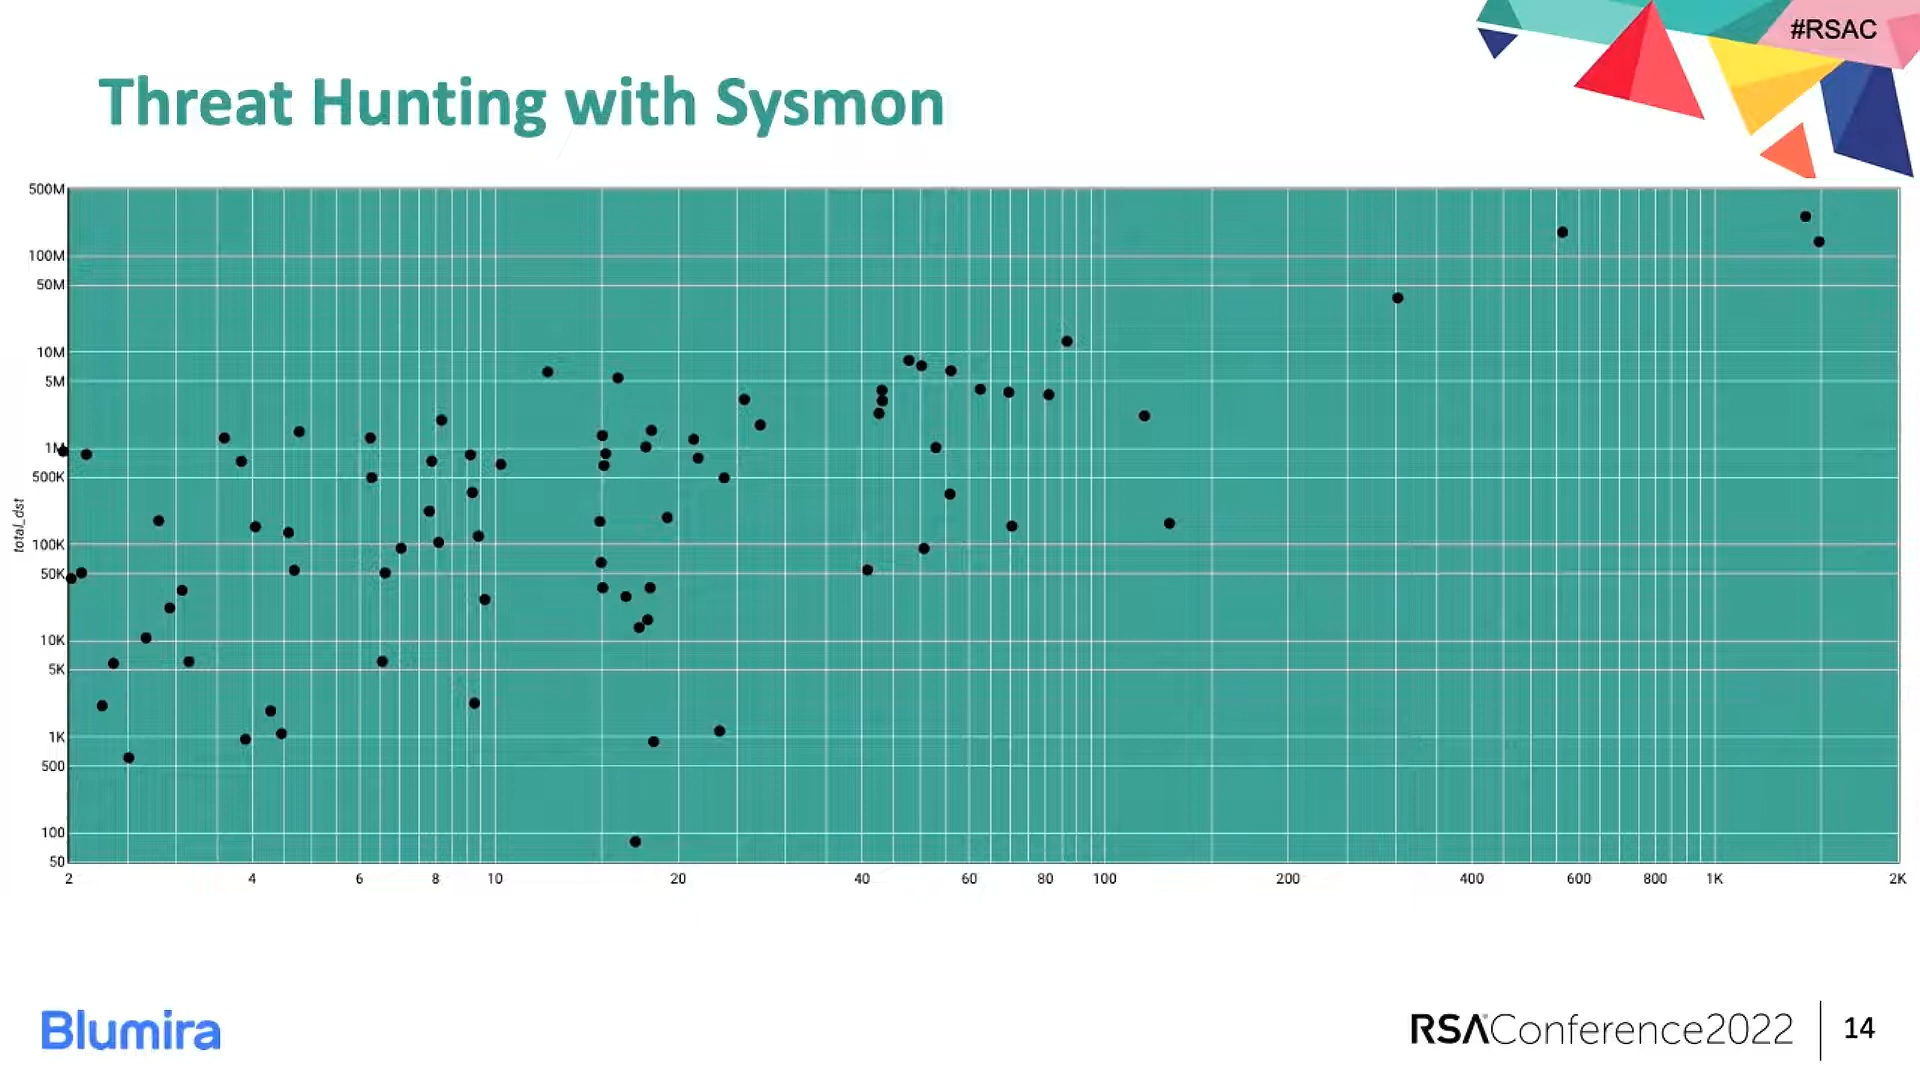 #RSAC
Threat Hunting with Sysmon
500M
100M
50M
10M
5M
1M
500K
100K
50K
10K
5K
1K
500
100
50
total_dst
2 4 6 8 10 20 40 60 80 100 200 400 600 800 1K 2K
Blumira
RSAConference2022
14